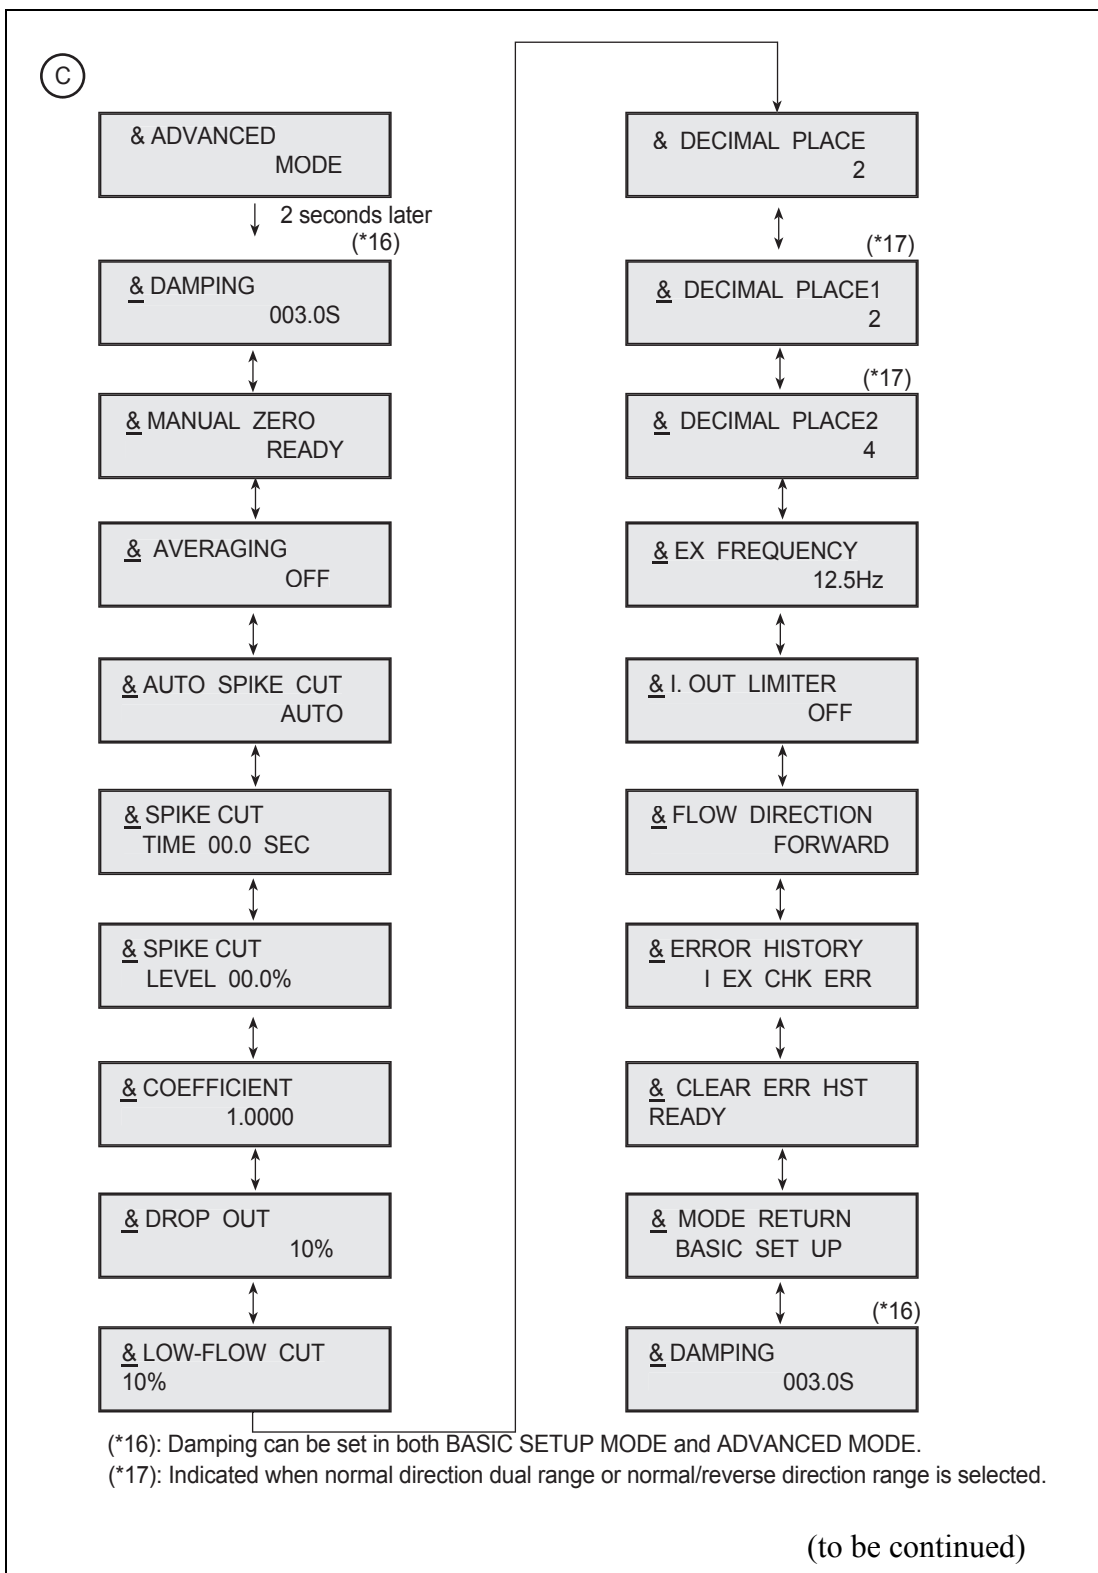 C
& ADVANCED
MODE
2 seconds later
(*16)
& DAMPING
003.0S
& MANUAL ZERO
READY
& AVERAGING
OFF
& AUTO SPIKE CUT
AUTO
& SPIKE CUT
TIME 00.0 SEC
& SPIKE CUT
LEVEL 00.0%
& COEFFICIENT
1.0000
& DROP OUT
10%
& LOW-FLOW CUT
10%
& DECIMAL PLACE
2
(*17)
& DECIMAL PLACE1
2
(*17)
& DECIMAL PLACE2
4
& EX FREQUENCY
12.5Hz
& I. OUT LIMITER
OFF
& FLOW DIRECTION
FORWARD
& ERROR HISTORY
I EX CHK ERR
& CLEAR ERR HST
READY
& MODE RETURN
BASIC SET UP
(*16)
& DAMPING
003.0S
(*16): Damping can be set in both BASIC SETUP MODE and ADVANCED MODE.
(*17): Indicated when normal direction dual range or normal/reverse direction range is selected.
(to be continued)